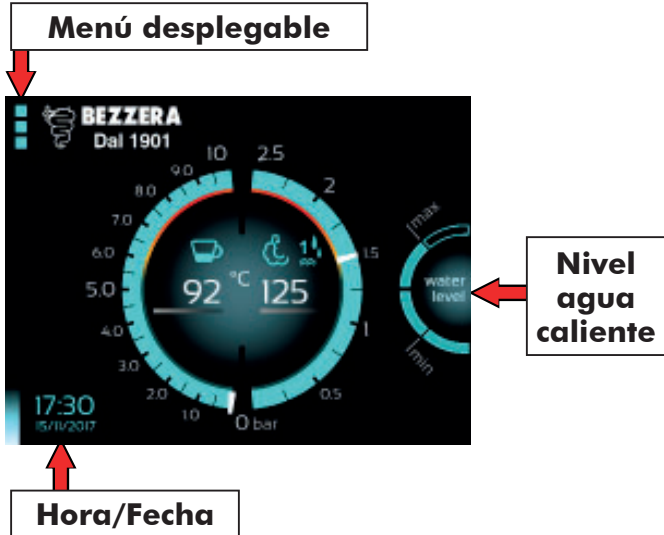 Menú desplegable
BEZZERA
Dal 1901
10 2.5
9.0
8.0 2
7.0 max
6.0 1.5
92 °C 125
5.0
water
level
Nivel
agua
caliente
4.0 1
3.0 min
2.0 0.5
1.0 0 bar
17:30
15/11/2017
Hora/Fecha